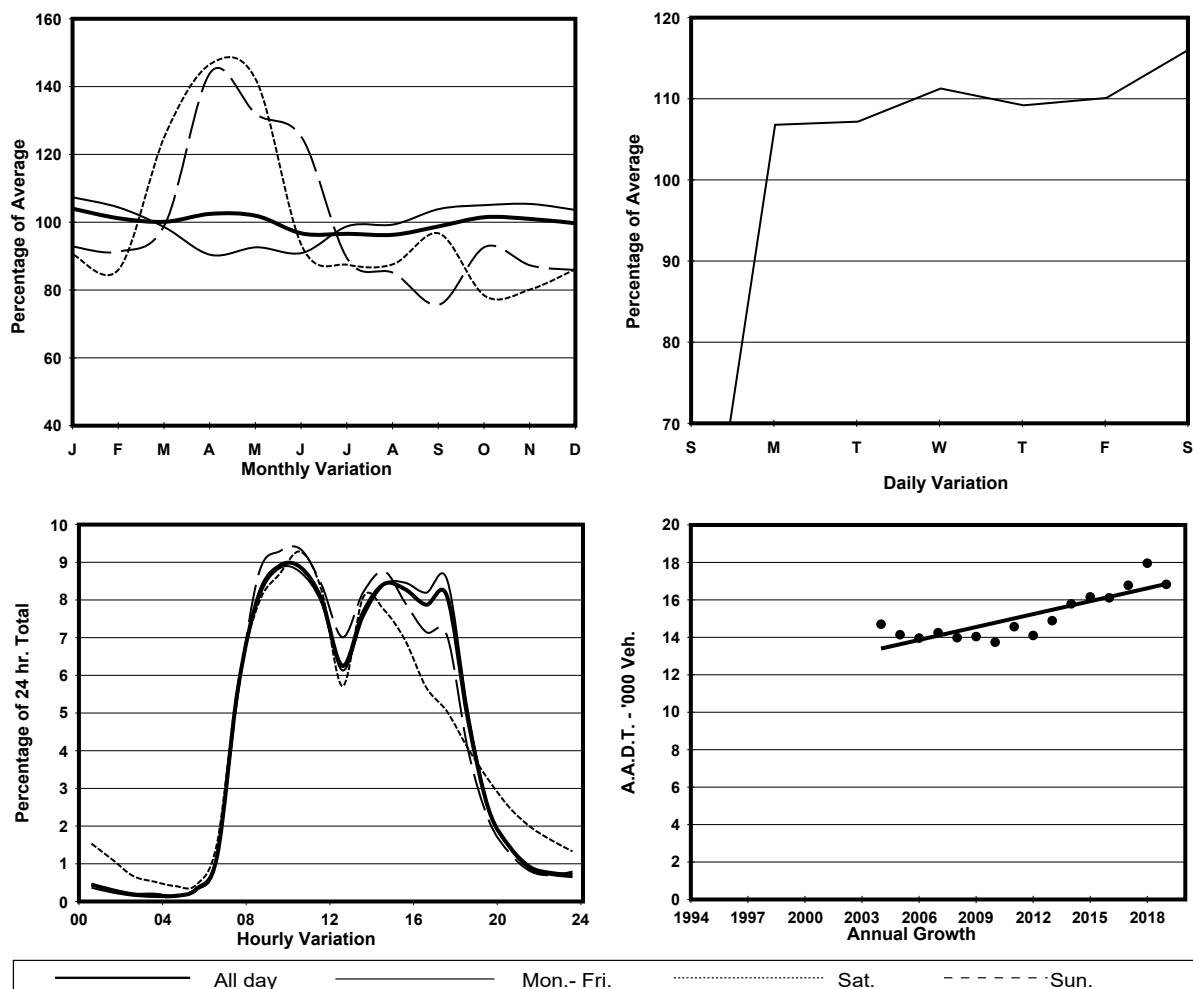 160
140
120
100
80
60
40
Percentage of Average
J F M A M J J A S O N D
Monthly Variation
120
110
100
90
80
70
Percentage of Average
S M T W T F S
Daily Variation
10
9
8
7
6
5
4
3
2
1
0
Percentage of 24 hr. Total
00 04 08 12 16 20 24
Hourly Variation
20
18
16
14
12
10
8
6
4
2
0
A.A.D.T. - '000 Veh.
1994 1997 2000 2003 2006 2009 2012 2015 2018
Annual Growth
All day Mon.- Fri. Sat. Sun.